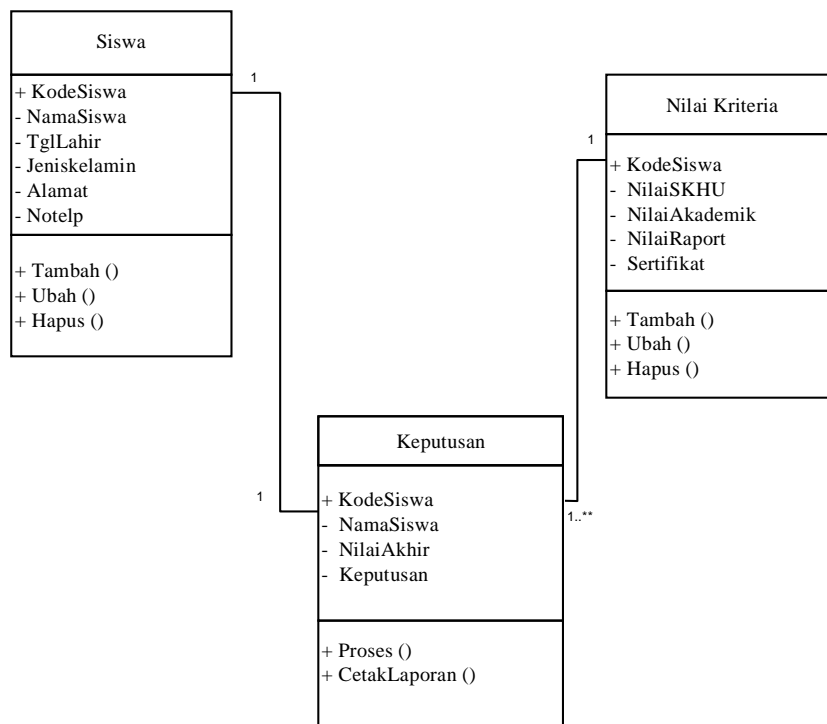 Siswa
+ KodeSiswa
- NamaSiswa
- TglLahir
- Jeniskelamin
- Alamat
- Notelp
+ Tambah ()
+ Ubah ()
+ Hapus ()
1
1
Nilai Kriteria
+ KodeSiswa
- NilaiSKHU
- NilaiAkademik
- NilaiRaport
- Sertifikat
+ Tambah ()
+ Ubah ()
+ Hapus ()
1
1..**
Keputusan
+ KodeSiswa
- NamaSiswa
- NilaiAkhir
- Keputusan
+ Proses ()
+ CetakLaporan ()